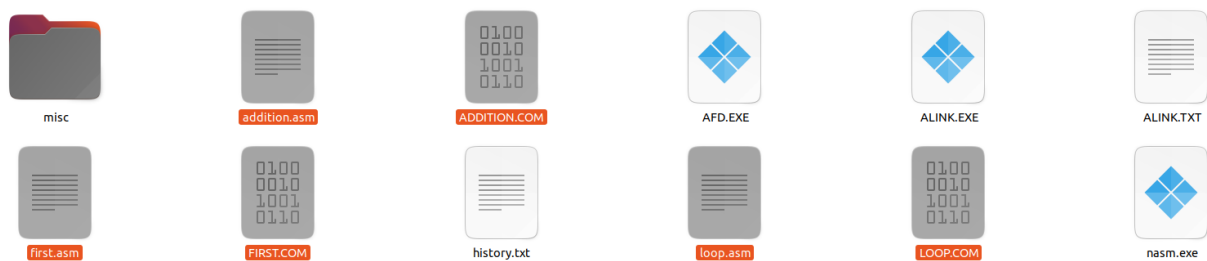 misc
addition.asm
ADDITION.COM
AFD.EXE
ALINK.EXE
ALINK.TXT
first.asm
FIRST.COM
history.txt
loop.asm
LOOP.COM
nasm.exe